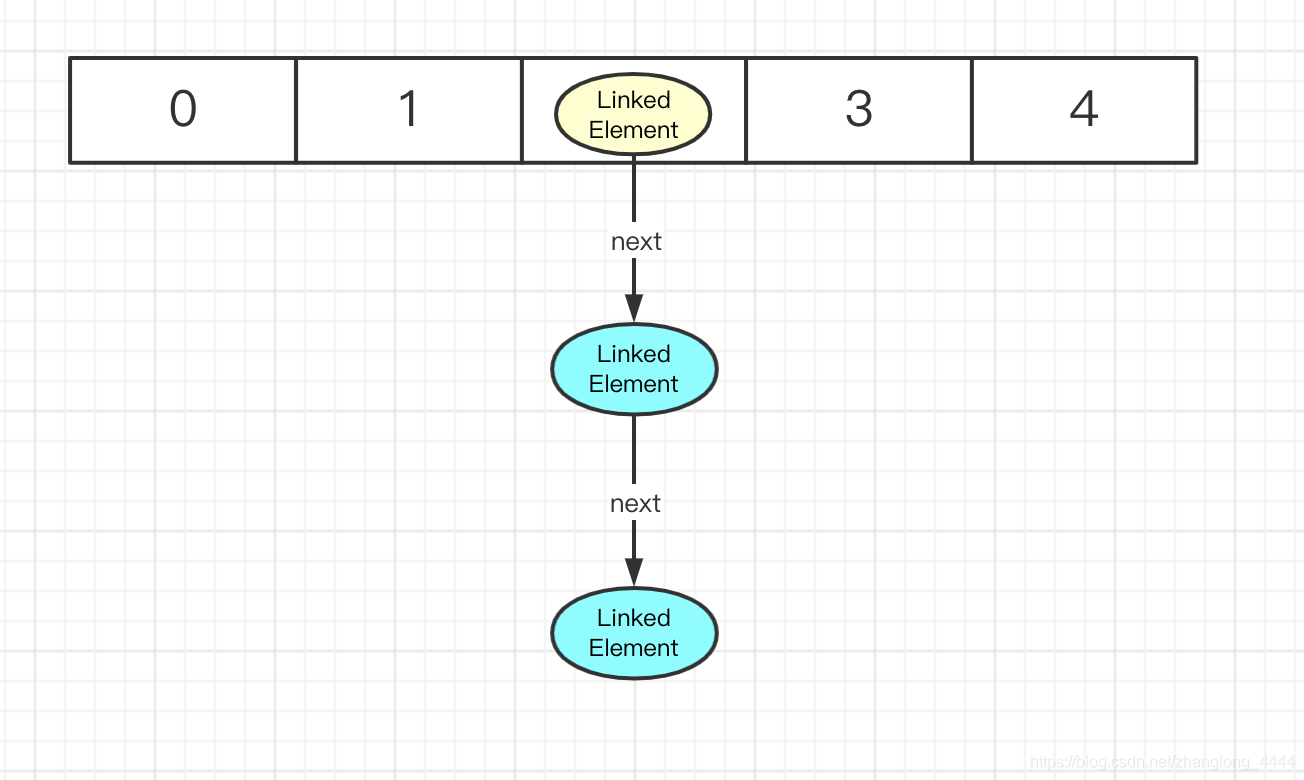 0
1
Linked
Element
3
4
next
Linked
Element
next
Linked
Element
https://blog.csdn.net/zhanglong_4444